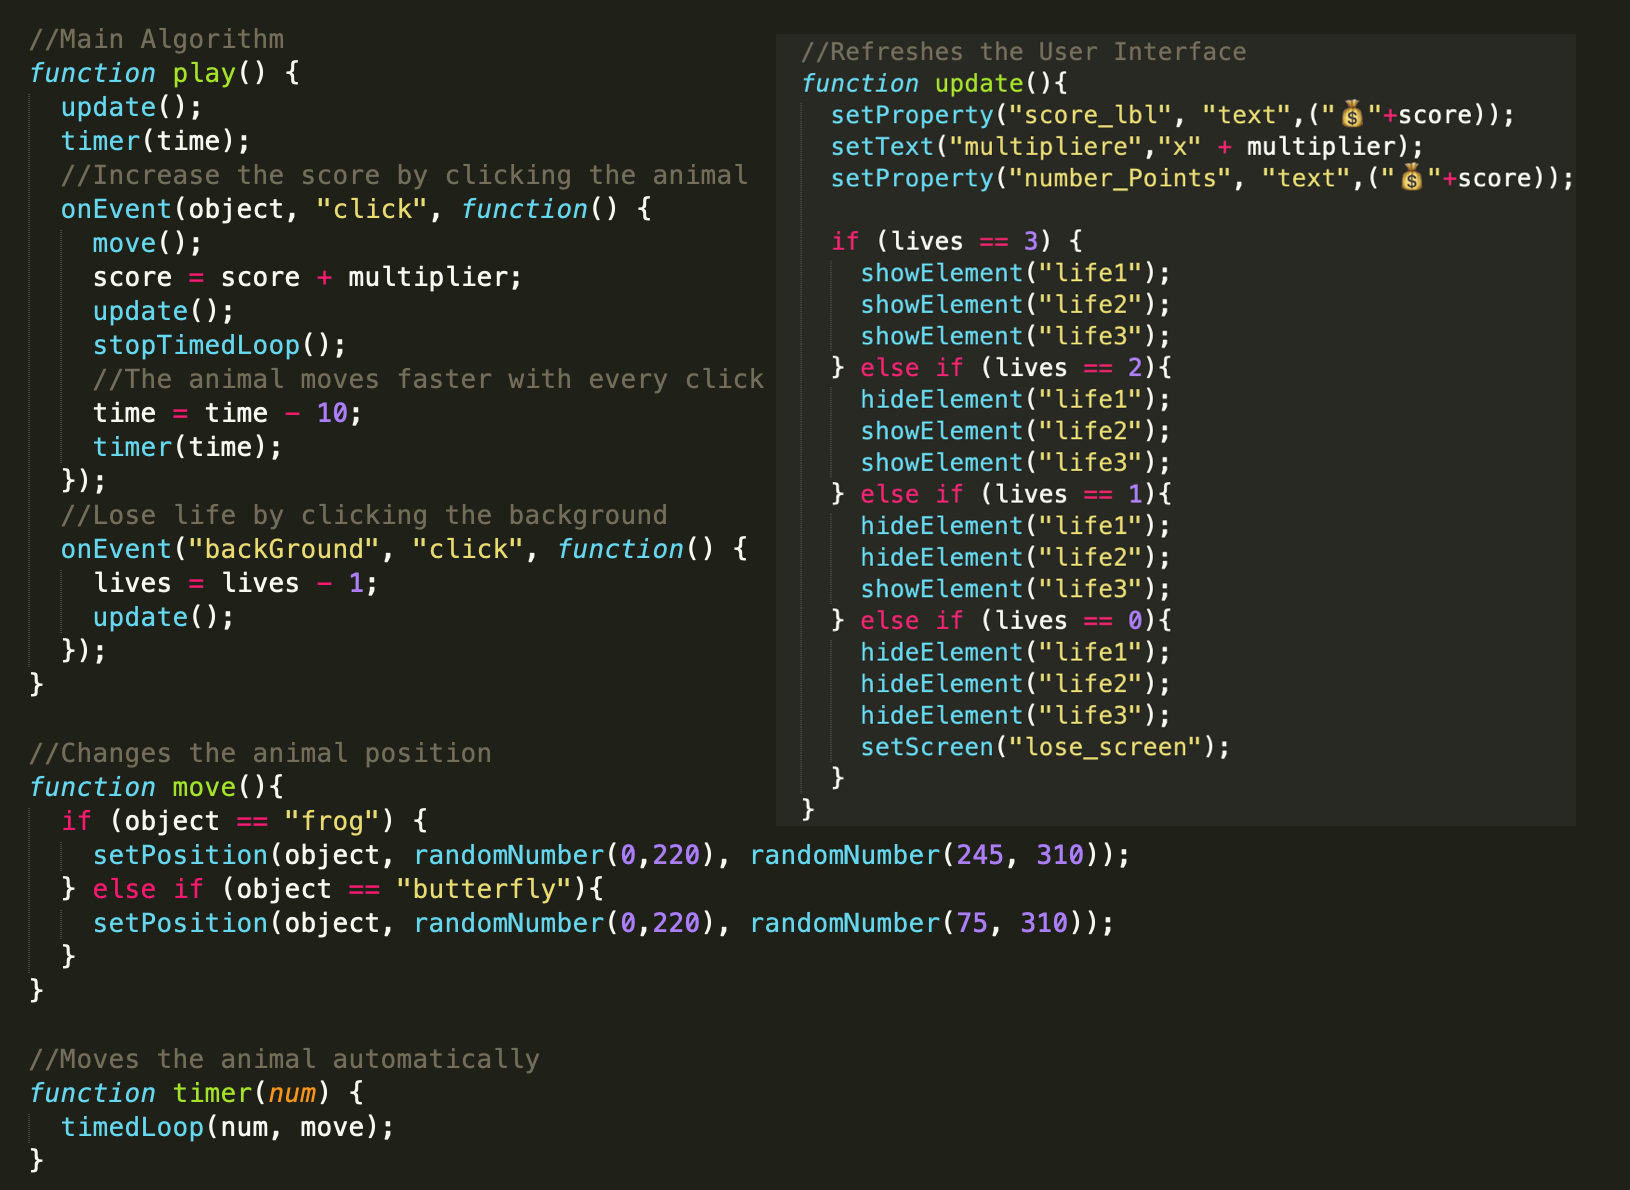 //Main Algorithm
function play() {
  update();
  timer(time);
  //Increase the score by clicking the animal
  onEvent(object, "click", function() {
    move();
    score = score + multiplier;
    update();
    stopTimedLoop();
    //The animal moves faster with every click
    time = time - 10;
    timer(time);
  });
  //Lose life by clicking the background
  onEvent("backGround", "click", function() {
    lives = lives - 1;
    update();
  });
}

//Changes the animal position
function move(){
  if (object == "frog") {
    setPosition(object, randomNumber(0,220), randomNumber(245, 310));
  } else if (object == "butterfly"){
    setPosition(object, randomNumber(0,220), randomNumber(75, 310));
  }
}

//Moves the animal automatically
function timer(num) {
  timedLoop(num, move);
}

//Refreshes the User Interface
function update(){
  setProperty("score_lbl", "text",("💰"+score));
  setText("multipliere","x" + multiplier);
  setProperty("number_Points", "text",("💰"+score));

  if (lives == 3) {
    showElement("life1");
    showElement("life2");
    showElement("life3");
  } else if (lives == 2){
    hideElement("life1");
    showElement("life2");
    showElement("life3");
  } else if (lives == 1){
    hideElement("life1");
    hideElement("life2");
    showElement("life3");
  } else if (lives == 0){
    hideElement("life1");
    hideElement("life2");
    hideElement("life3");
    setScreen("lose_screen");
  }
}